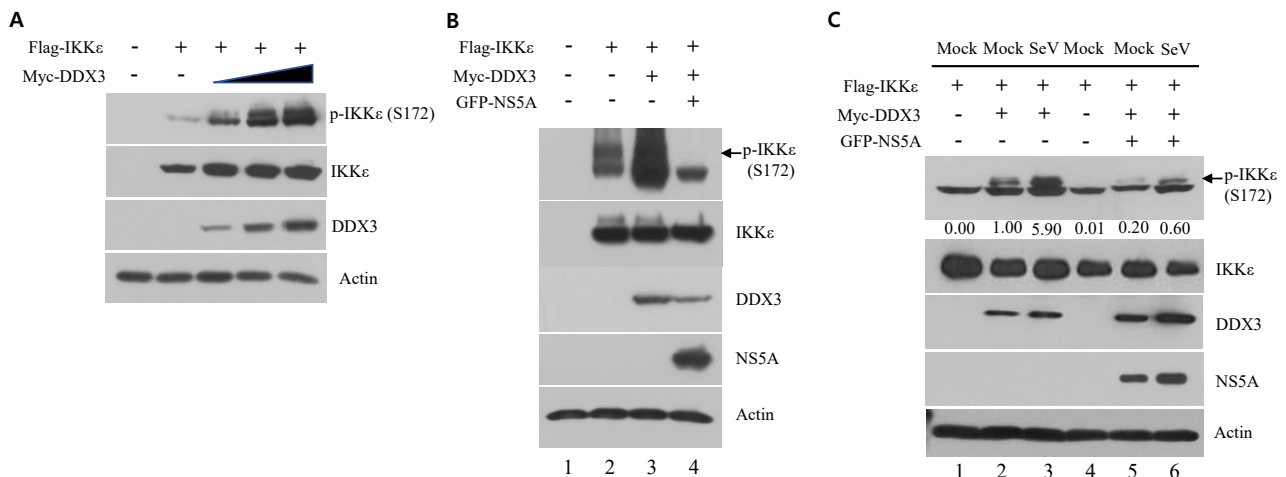 A
Flag-IKKε - + + + +
Myc-DDX3 - -
p-IKKε (S172)
IKKε
DDX3
Actin
B
Flag-IKKε - + + +
Myc-DDX3 - - + +
GFP-NS5A - - - +
p-IKKε
(S172)
IKKε
DDX3
NS5A
Actin
1 2 3 4
C
Mock Mock SeV Mock Mock SeV
Flag-IKKε + + + + + +
Myc-DDX3 - + + - + +
GFP-NS5A - - - - + +
p-IKKε
(S172)
0.00 1.00 5.90 0.01 0.20 0.60
IKKε
DDX3
NS5A
Actin
1 2 3 4 5 6